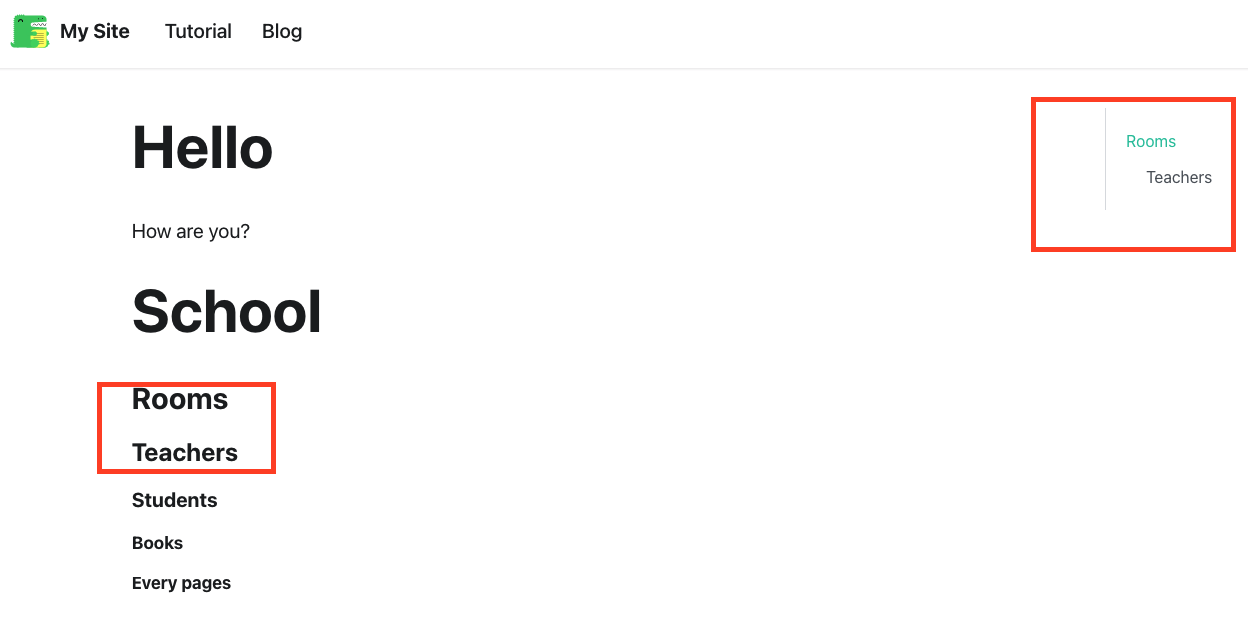 My Site Tutorial Blog
Hello
How are you?
School
Rooms
Teachers
Students
Books
Every pages
Rooms
Teachers